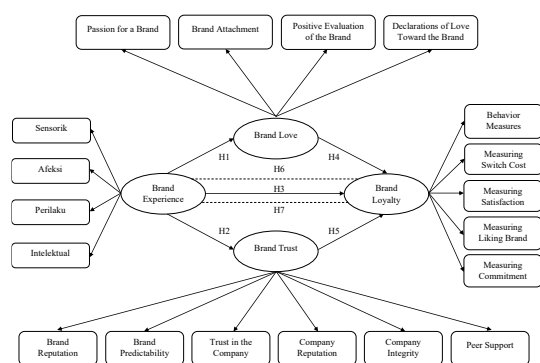 Passion for a Brand
Brand Attachment
Positive Evaluation
of the Brand
Declarations of Love
Toward the Brand
Sensorik
Afeksi
Perilaku
Intelektual
Brand Love
H1
H4
H6
Brand
Experience
H3
Brand
Loyalty
H7
H2
H5
Brand Trust
Behavior
Measures
Measuring
Switch Cost
Measuring
Satisfaction
Measuring
Liking Brand
Measuring
Commitment
Brand
Reputation
Brand
Predictability
Trust in the
Company
Company
Reputation
Company
Integrity
Peer Support